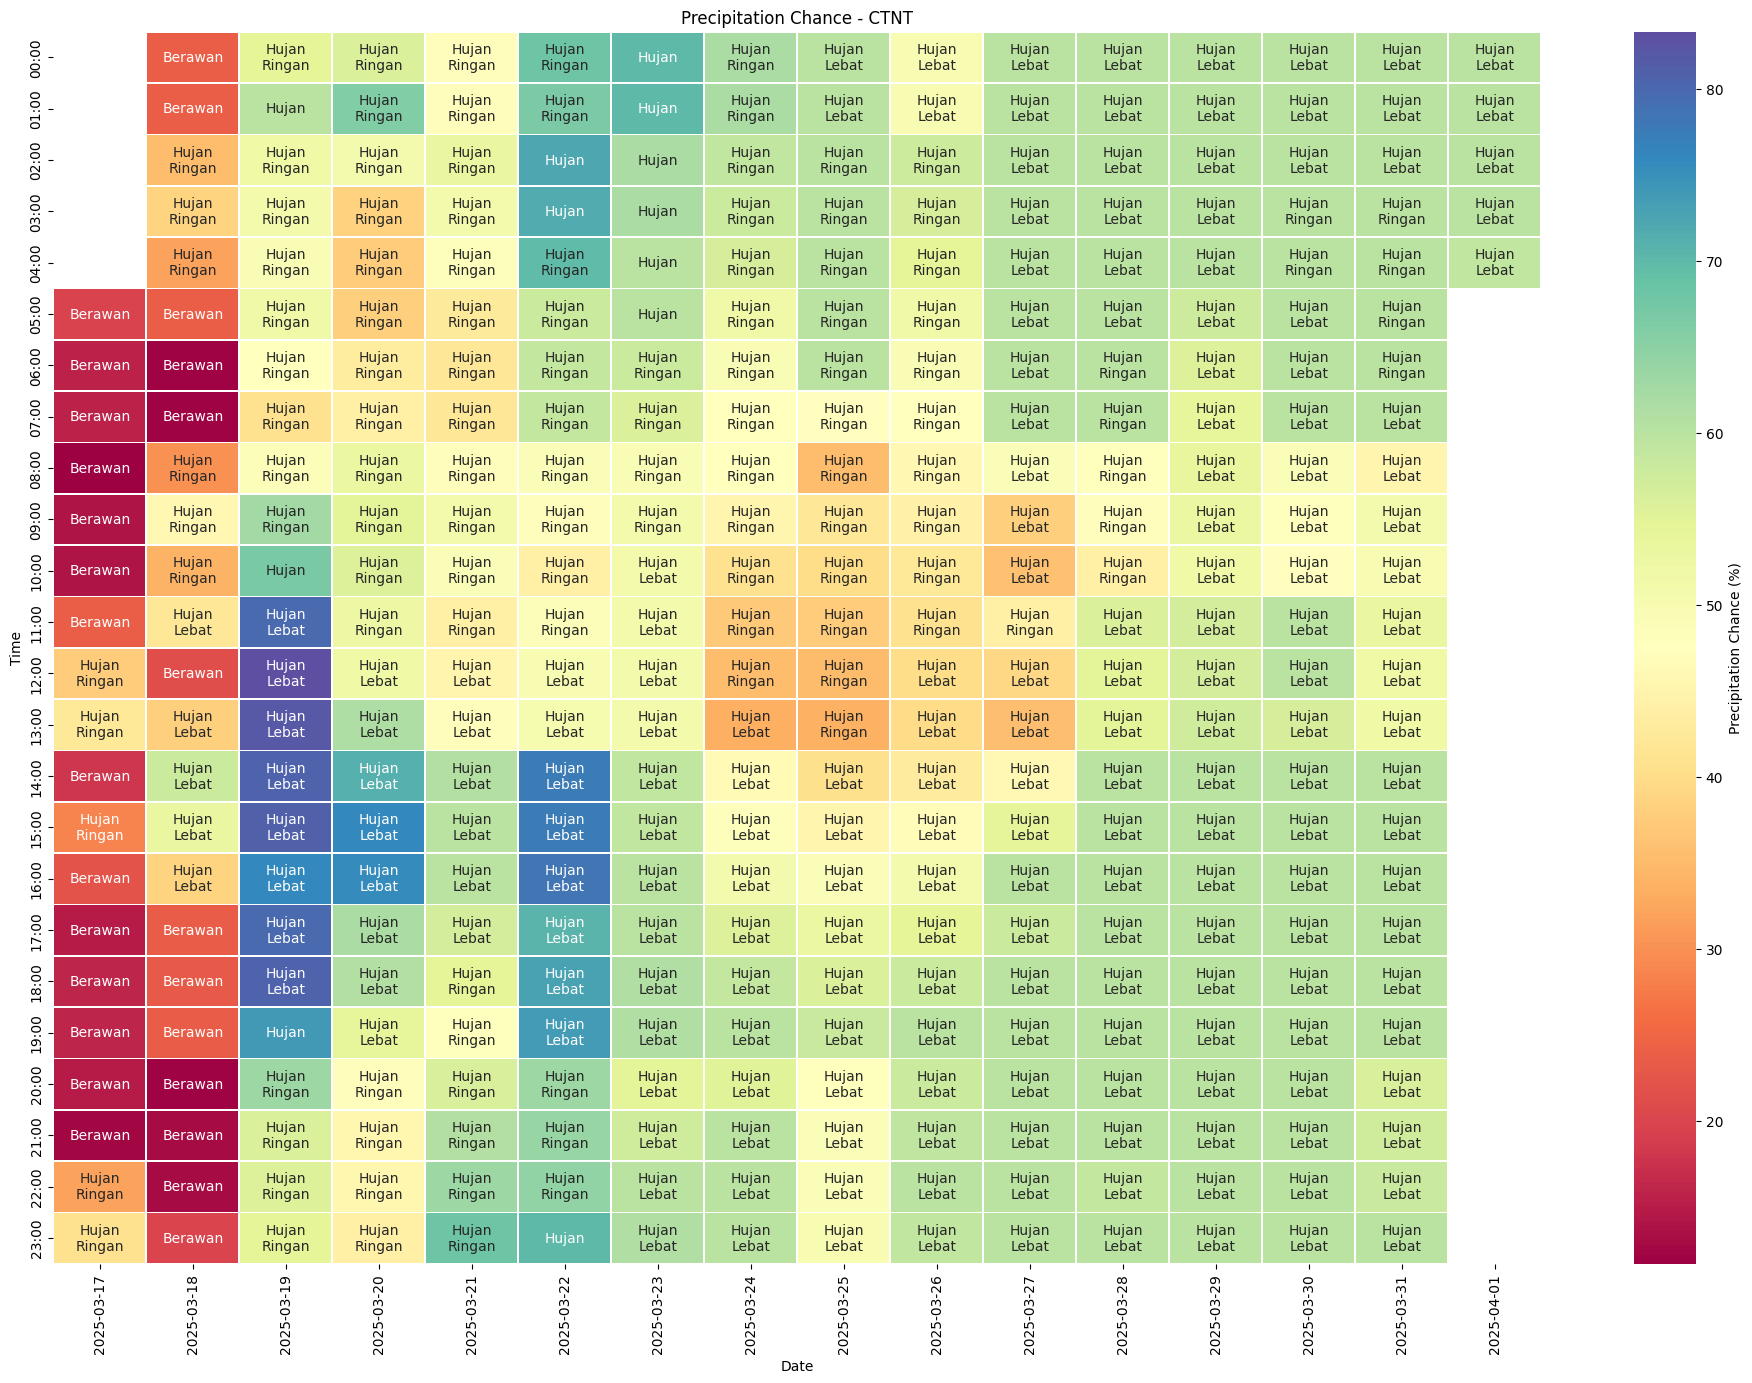 Precipitation Chance - CTNT
00:00 Berawan Hujan Ringan Hujan Ringan Hujan Ringan Hujan Ringan Hujan Hujan Ringan Hujan Lebat Hujan Lebat Hujan Lebat Hujan Lebat Hujan Lebat Hujan Lebat Hujan Lebat Hujan Lebat
01:00 Berawan Hujan Hujan Ringan Hujan Ringan Hujan Ringan Hujan Hujan Ringan Hujan Lebat Hujan Lebat Hujan Lebat Hujan Lebat Hujan Lebat Hujan Lebat Hujan Lebat Hujan Lebat
02:00 Hujan Ringan Hujan Ringan Hujan Ringan Hujan Ringan Hujan Hujan Hujan Ringan Hujan Ringan Hujan Ringan Hujan Lebat Hujan Lebat Hujan Lebat Hujan Lebat Hujan Lebat Hujan Lebat
03:00 Hujan Ringan Hujan Ringan Hujan Ringan Hujan Ringan Hujan Hujan Hujan Ringan Hujan Ringan Hujan Ringan Hujan Lebat Hujan Lebat Hujan Lebat Hujan Ringan Hujan Ringan Hujan Lebat
04:00 Hujan Ringan Hujan Ringan Hujan Ringan Hujan Ringan Hujan Ringan Hujan Hujan Ringan Hujan Ringan Hujan Ringan Hujan Lebat Hujan Lebat Hujan Lebat Hujan Ringan Hujan Ringan Hujan Lebat
05:00 Berawan Berawan Hujan Ringan Hujan Ringan Hujan Ringan Hujan Ringan Hujan Hujan Ringan Hujan Ringan Hujan Ringan Hujan Lebat Hujan Lebat Hujan Lebat Hujan Lebat Hujan Ringan
06:00 Berawan Berawan Hujan Ringan Hujan Ringan Hujan Ringan Hujan Ringan Hujan Ringan Hujan Ringan Hujan Ringan Hujan Ringan Hujan Lebat Hujan Ringan Hujan Lebat Hujan Lebat Hujan Ringan
07:00 Berawan Berawan Hujan Ringan Hujan Ringan Hujan Ringan Hujan Ringan Hujan Ringan Hujan Ringan Hujan Ringan Hujan Ringan Hujan Lebat Hujan Ringan Hujan Lebat Hujan Lebat Hujan Lebat
08:00 Berawan Hujan Ringan Hujan Ringan Hujan Ringan Hujan Ringan Hujan Ringan Hujan Ringan Hujan Ringan Hujan Ringan Hujan Ringan Hujan Lebat Hujan Ringan Hujan Lebat Hujan Lebat Hujan Lebat
09:00 Berawan Hujan Ringan Hujan Ringan Hujan Ringan Hujan Ringan Hujan Ringan Hujan Ringan Hujan Ringan Hujan Ringan Hujan Ringan Hujan Lebat Hujan Ringan Hujan Lebat Hujan Lebat Hujan Lebat
10:00 Berawan Hujan Ringan Hujan Hujan Ringan Hujan Ringan Hujan Ringan Hujan Lebat Hujan Ringan Hujan Ringan Hujan Ringan Hujan Lebat Hujan Ringan Hujan Lebat Hujan Lebat Hujan Lebat
11:00 Berawan Hujan Lebat Hujan Lebat Hujan Ringan Hujan Ringan Hujan Ringan Hujan Lebat Hujan Ringan Hujan Ringan Hujan Ringan Hujan Ringan Hujan Lebat Hujan Lebat Hujan Lebat Hujan Lebat
12:00 Hujan Ringan Berawan Hujan Lebat Hujan Lebat Hujan Lebat Hujan Lebat Hujan Lebat Hujan Ringan Hujan Ringan Hujan Lebat Hujan Lebat Hujan Lebat Hujan Lebat Hujan Lebat Hujan Lebat
13:00 Hujan Ringan Hujan Lebat Hujan Lebat Hujan Lebat Hujan Lebat Hujan Lebat Hujan Lebat Hujan Lebat Hujan Ringan Hujan Lebat Hujan Lebat Hujan Lebat Hujan Lebat Hujan Lebat Hujan Lebat
14:00 Berawan Hujan Lebat Hujan Lebat Hujan Lebat Hujan Lebat Hujan Lebat Hujan Lebat Hujan Lebat Hujan Lebat Hujan Lebat Hujan Lebat Hujan Lebat Hujan Lebat Hujan Lebat Hujan Lebat
15:00 Hujan Ringan Hujan Lebat Hujan Lebat Hujan Lebat Hujan Lebat Hujan Lebat Hujan Lebat Hujan Lebat Hujan Lebat Hujan Lebat Hujan Lebat Hujan Lebat Hujan Lebat Hujan Lebat Hujan Lebat
16:00 Berawan Hujan Lebat Hujan Lebat Hujan Lebat Hujan Lebat Hujan Lebat Hujan Lebat Hujan Lebat Hujan Lebat Hujan Lebat Hujan Lebat Hujan Lebat Hujan Lebat Hujan Lebat Hujan Lebat
17:00 Berawan Berawan Hujan Lebat Hujan Lebat Hujan Lebat Hujan Lebat Hujan Lebat Hujan Lebat Hujan Lebat Hujan Lebat Hujan Lebat Hujan Lebat Hujan Lebat Hujan Lebat Hujan Lebat
18:00 Berawan Berawan Hujan Lebat Hujan Lebat Hujan Ringan Hujan Lebat Hujan Lebat Hujan Lebat Hujan Lebat Hujan Lebat Hujan Lebat Hujan Lebat Hujan Lebat Hujan Lebat Hujan Lebat
19:00 Berawan Berawan Hujan Hujan Lebat Hujan Ringan Hujan Lebat Hujan Lebat Hujan Lebat Hujan Lebat Hujan Lebat Hujan Lebat Hujan Lebat Hujan Lebat Hujan Lebat Hujan Lebat
20:00 Berawan Berawan Hujan Ringan Hujan Ringan Hujan Ringan Hujan Ringan Hujan Lebat Hujan Lebat Hujan Lebat Hujan Lebat Hujan Lebat Hujan Lebat Hujan Lebat Hujan Lebat Hujan Lebat
21:00 Berawan Berawan Hujan Ringan Hujan Ringan Hujan Ringan Hujan Ringan Hujan Lebat Hujan Lebat Hujan Lebat Hujan Lebat Hujan Lebat Hujan Lebat Hujan Lebat Hujan Lebat Hujan Lebat
22:00 Hujan Ringan Berawan Hujan Ringan Hujan Ringan Hujan Ringan Hujan Ringan Hujan Lebat Hujan Lebat Hujan Lebat Hujan Lebat Hujan Lebat Hujan Lebat Hujan Lebat Hujan Lebat Hujan Lebat
23:00 Hujan Ringan Berawan Hujan Ringan Hujan Ringan Hujan Ringan Hujan Hujan Lebat Hujan Lebat Hujan Lebat Hujan Lebat Hujan Lebat Hujan Lebat Hujan Lebat Hujan Lebat Hujan Lebat
Time
2025-03-17 2025-03-18 2025-03-19 2025-03-20 2025-03-21 2025-03-22 2025-03-23 2025-03-24 2025-03-25 2025-03-26 2025-03-27 2025-03-28 2025-03-29 2025-03-30 2025-03-31 2025-04-01
Date
80
70
60
50
40
30
20
Precipitation Chance (%)